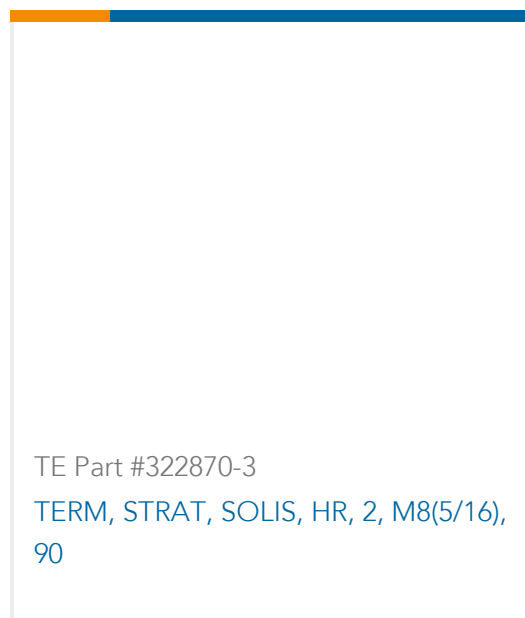 TE Part #322870-3
TERM, STRAT, SOLIS, HR, 2, M8(5/16),
90